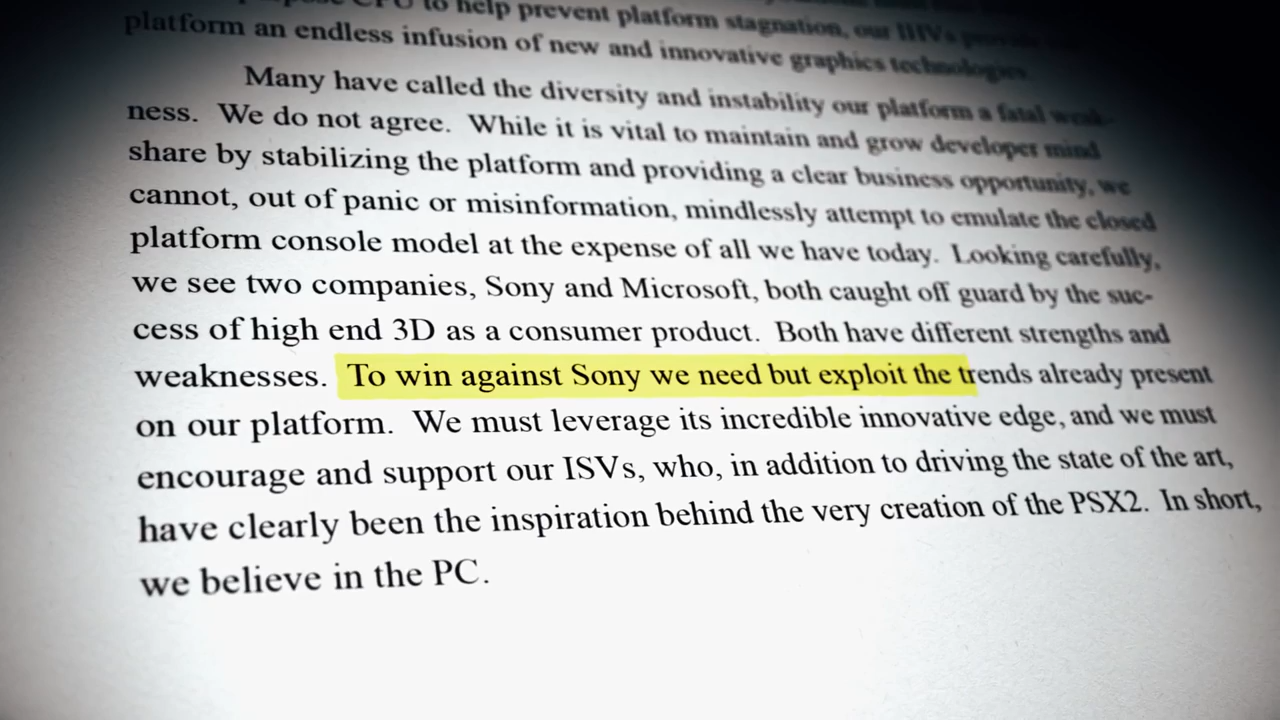 to help prevent platform stagnation, our IHVs
platform an endless infusion of new and innovative graphics technologies.
Many have called the diversity and instability our platform a fatal weak-
ness. We do not agree. While it is vital to maintain and grow developer mind
share by stabilizing the platform and providing a clear business opportunity, we
cannot, out of panic or misinformation, mindlessly attempt to emulate the closed
platform console model at the expense of all we have today. Looking carefully,
we see two companies, Sony and Microsoft, both caught off guard by the suc-
cess of high end 3D as a consumer product. Both have different strengths and
weaknesses. To win against Sony we need but exploit the trends already present
on our platform. We must leverage its incredible innovative edge, and we must
encourage and support our ISVs, who, in addition to driving the state of the art,
have clearly been the inspiration behind the very creation of the PSX2. In short,
we believe in the PC.